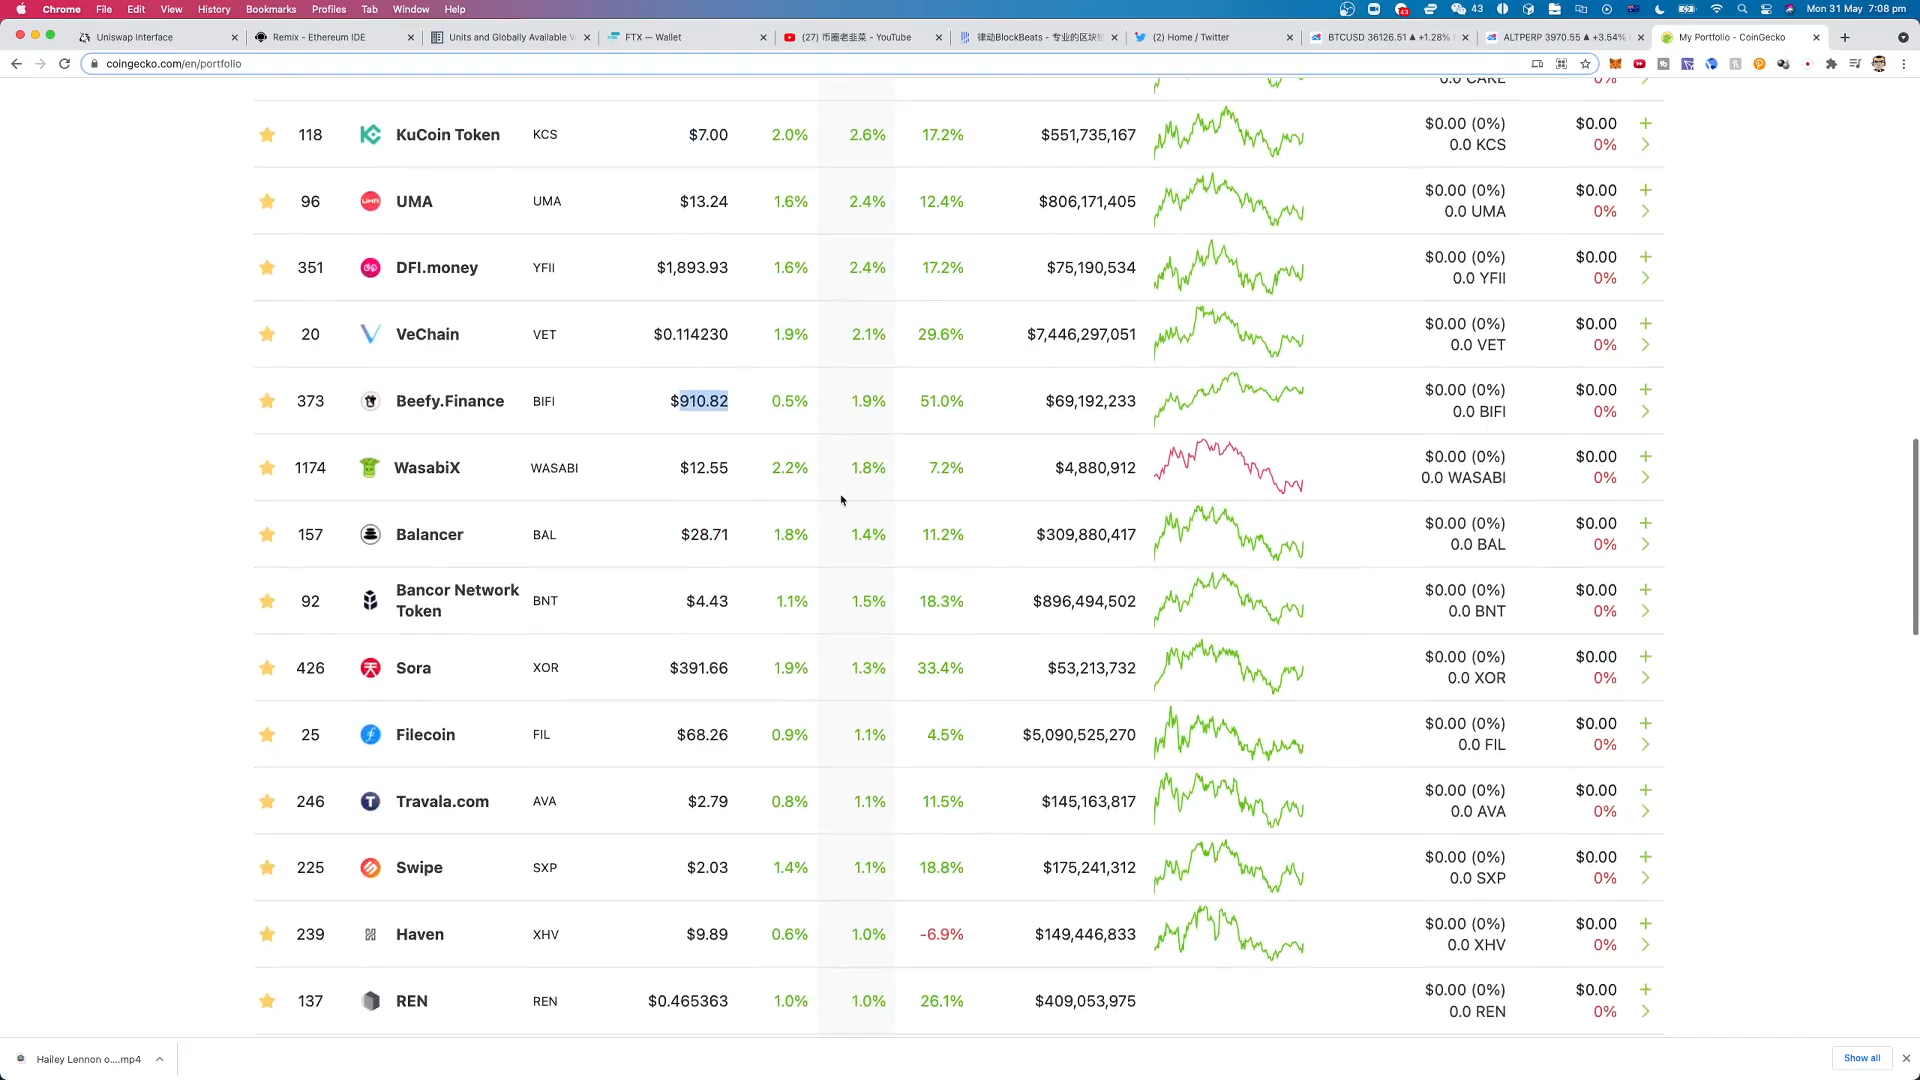 Chrome File Edit View History Bookmarks Profiles Tab Window Help 43 43 Mon 31 May 7:08 pm
Uniswap Interface Remix - Ethereum IDE Units and Globally Available V FTX — Wallet (27) 币圈老韭菜 - YouTube 律动BlockBeats - 专业的区块 (2) Home / Twitter BTCUSD 36126.51 ▲ +1.28% ALTPERP 3970.55 ▲ +3.54% My Portfolio - CoinGecko
coingecko.com/en/portfolio
0.0 CAKE 0%
118 KuCoin Token KCS $7.00 2.0% 2.6% 17.2% $551,735,167 $0.00 (0%) $0.00 +
0.0 KCS 0%
96 UMA UMA $13.24 1.6% 2.4% 12.4% $806,171,405 $0.00 (0%) $0.00 +
0.0 UMA 0%
351 DFI.money YFII $1,893.93 1.6% 2.4% 17.2% $75,190,534 $0.00 (0%) $0.00 +
0.0 YFII 0%
20 VeChain VET $0.114230 1.9% 2.1% 29.6% $7,446,297,051 $0.00 (0%) $0.00 +
0.0 VET 0%
373 Beefy.Finance BIFI $910.82 0.5% 1.9% 51.0% $69,192,233 $0.00 (0%) $0.00 +
0.0 BIFI 0%
1174 WasabiX WASABI $12.55 2.2% 1.8% 7.2% $4,880,912 $0.00 (0%) $0.00 +
0.0 WASABI 0%
157 Balancer BAL $28.71 1.8% 1.4% 11.2% $309,880,417 $0.00 (0%) $0.00 +
0.0 BAL 0%
92 Bancor Network Token BNT $4.43 1.1% 1.5% 18.3% $896,494,502 $0.00 (0%) $0.00 +
0.0 BNT 0%
426 Sora XOR $391.66 1.9% 1.3% 33.4% $53,213,732 $0.00 (0%) $0.00 +
0.0 XOR 0%
25 Filecoin FIL $68.26 0.9% 1.1% 4.5% $5,090,525,270 $0.00 (0%) $0.00 +
0.0 FIL 0%
246 Travala.com AVA $2.79 0.8% 1.1% 11.5% $145,163,817 $0.00 (0%) $0.00 +
0.0 AVA 0%
225 Swipe SXP $2.03 1.4% 1.1% 18.8% $175,241,312 $0.00 (0%) $0.00 +
0.0 SXP 0%
239 Haven XHV $9.89 0.6% 1.0% -6.9% $149,446,833 $0.00 (0%) $0.00 +
0.0 XHV 0%
137 REN REN $0.465363 1.0% 1.0% 26.1% $409,053,975 $0.00 (0%) $0.00 +
0.0 REN 0%
Hailey Lennon o....mp4 Show all